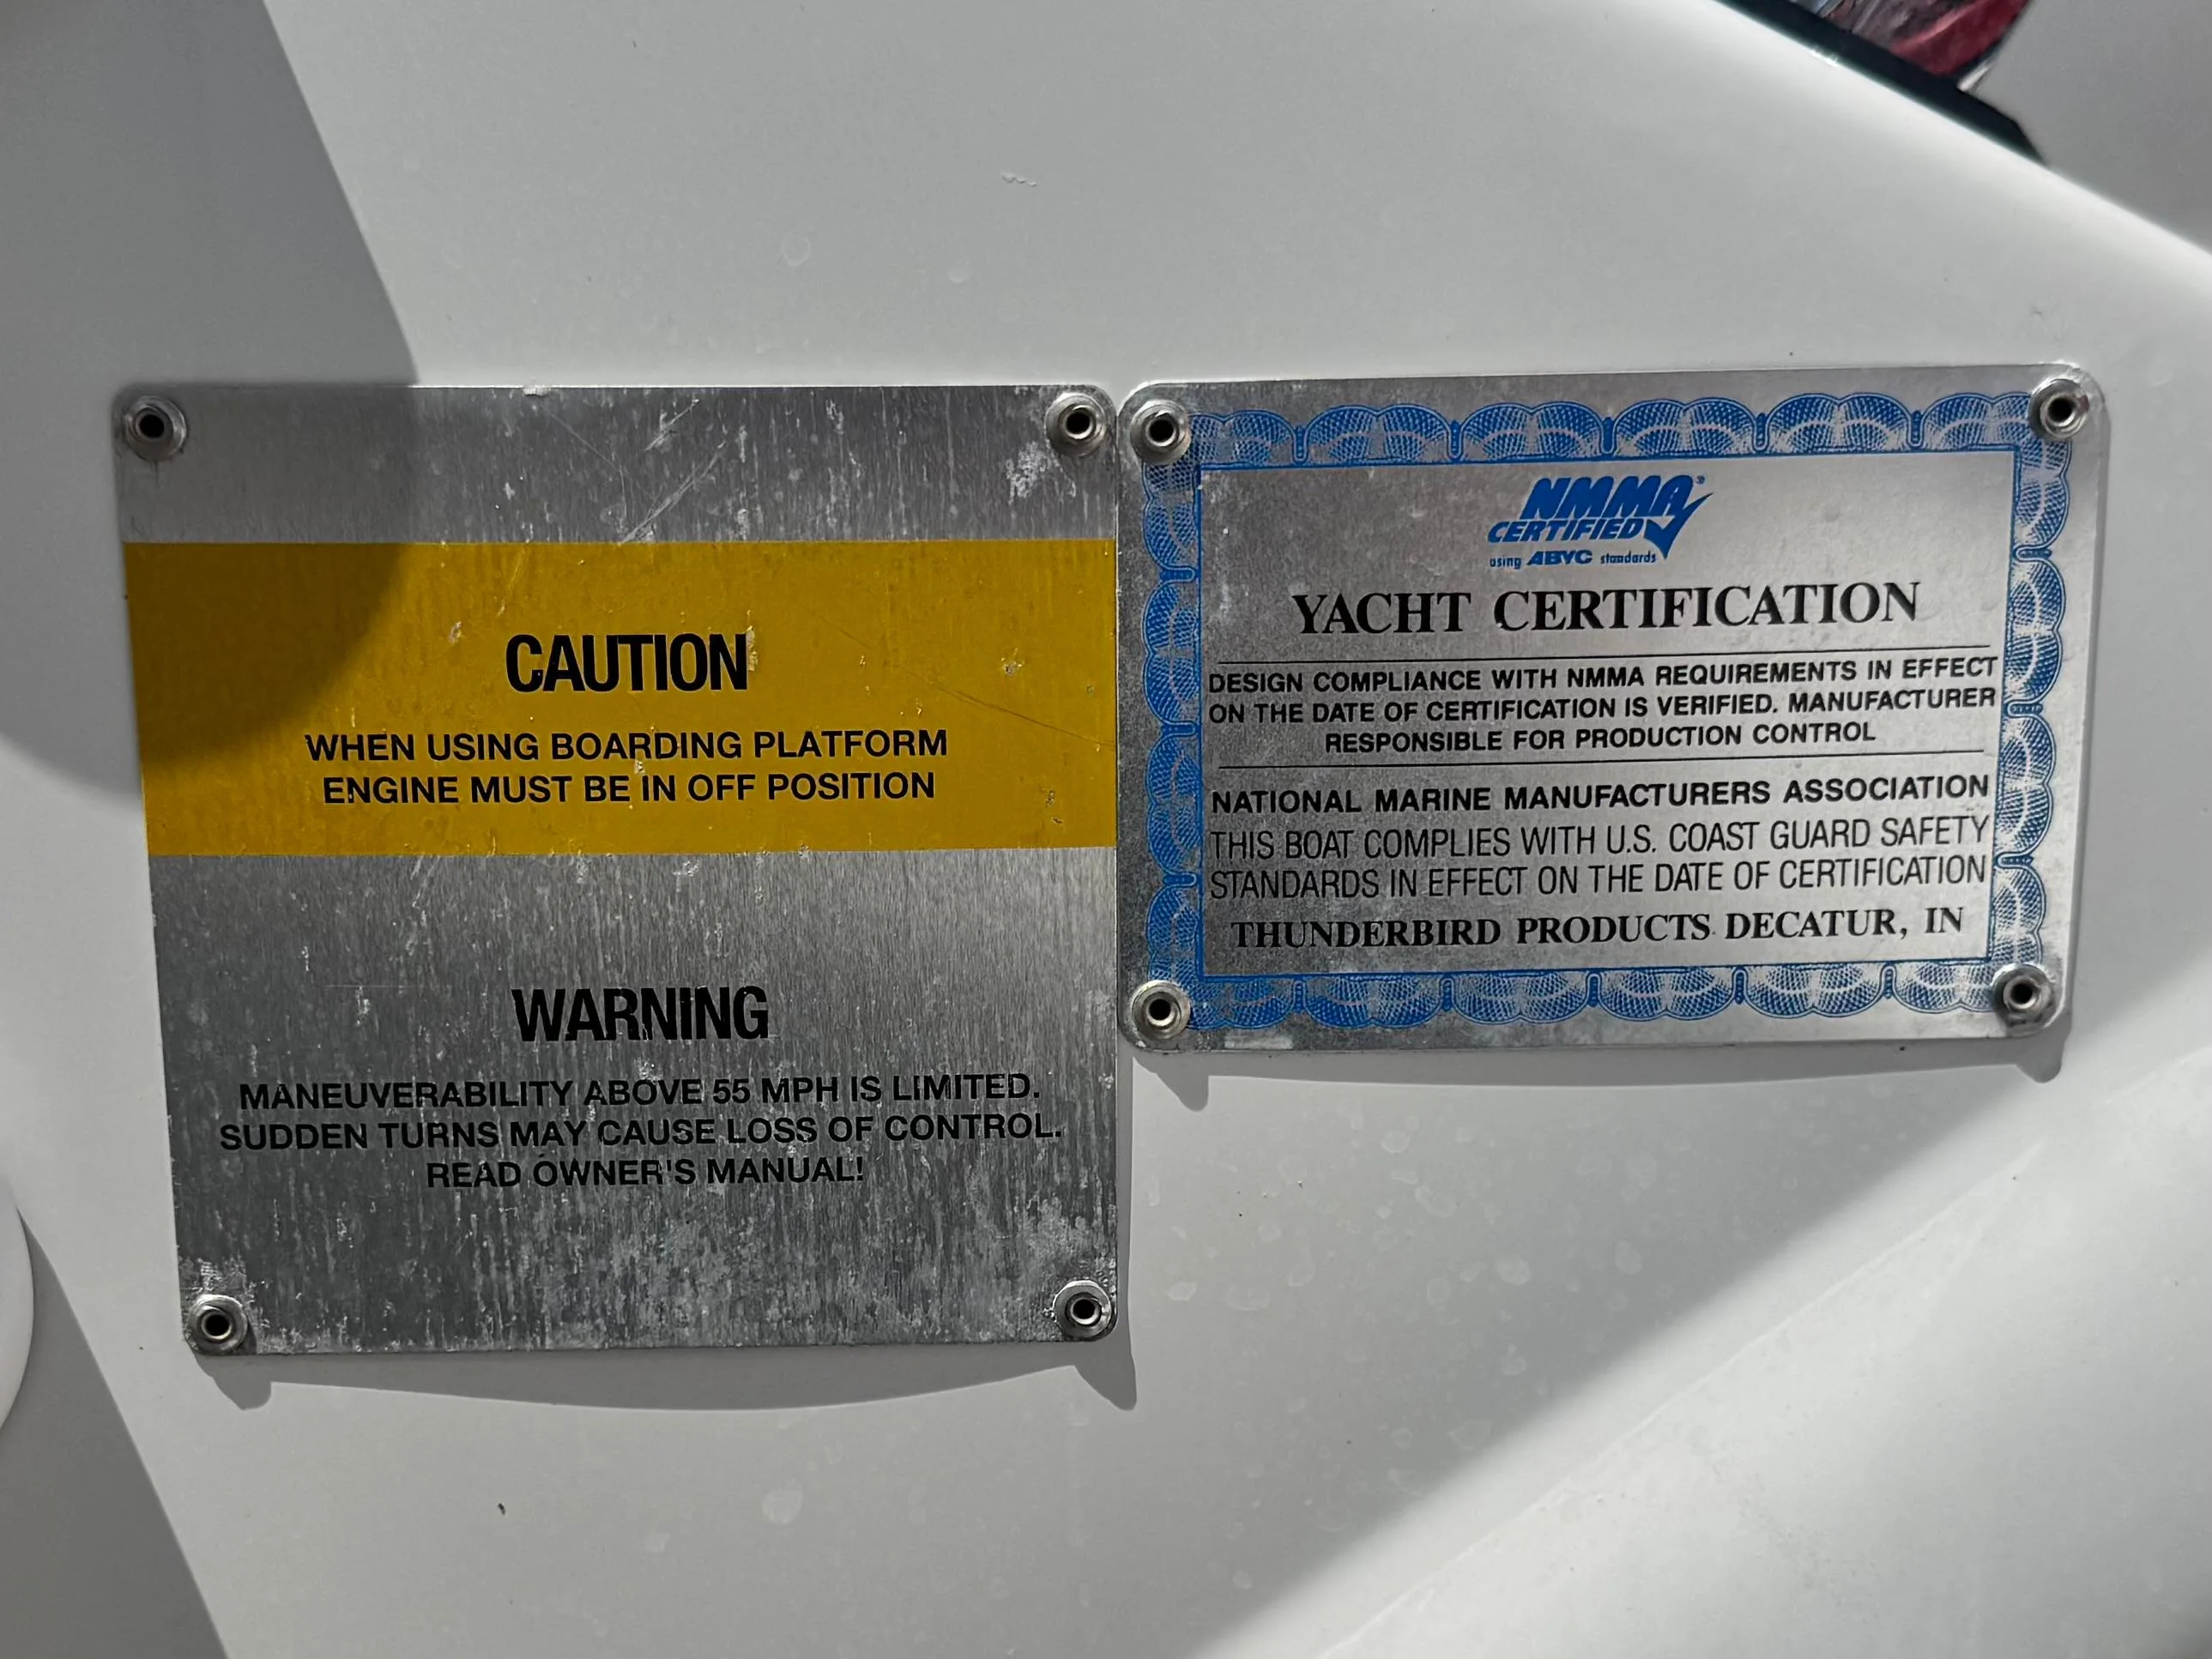 CAUTION
WHEN USING BOARDING PLATFORM
ENGINE MUST BE IN OFF POSITION
WARNING
MANEUVERABILITY ABOVE 55 MPH IS LIMITED.
SUDDEN TURNS MAY CAUSE LOSS OF CONTROL.
READ OWNER'S MANUAL!
NMMA®
CERTIFIED
using ABYC standards
YACHT CERTIFICATION
DESIGN COMPLIANCE WITH NMMA REQUIREMENTS IN EFFECT
ON THE DATE OF CERTIFICATION IS VERIFIED. MANUFACTURER
RESPONSIBLE FOR PRODUCTION CONTROL
NATIONAL MARINE MANUFACTURERS ASSOCIATION
THIS BOAT COMPLIES WITH U.S. COAST GUARD SAFETY
STANDARDS IN EFFECT ON THE DATE OF CERTIFICATION
THUNDERBIRD PRODUCTS DECATUR, IN